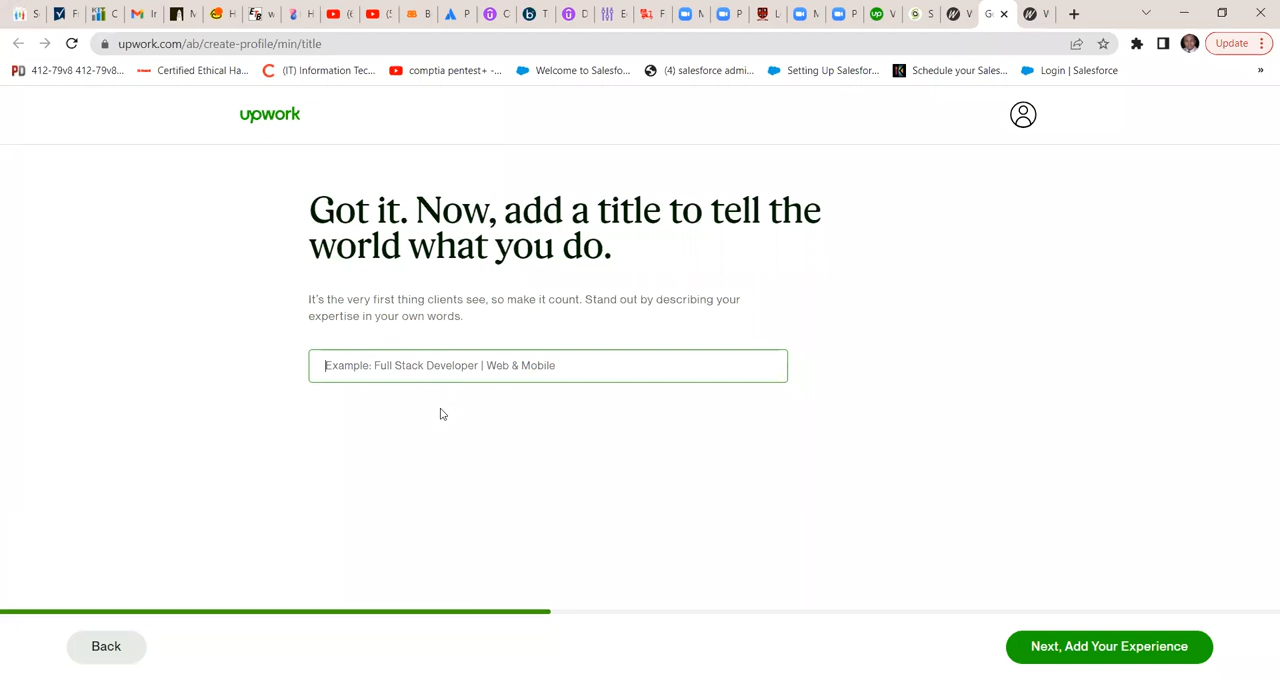 upwork.com/ab/create-profile/min/title
Update
412-79v8 412-79v8...
Certified Ethical Ha...
(IT) Information Tec...
comptia pentest+ -...
Welcome to Salesfo...
(4) salesforce admi...
Setting Up Salesfor...
Schedule your Sales...
Login | Salesforce
»
upwork
Got it. Now, add a title to tell the
world what you do.
It's the very first thing clients see, so make it count. Stand out by describing your
expertise in your own words.
Example: Full Stack Developer | Web & Mobile
Back
Next, Add Your Experience